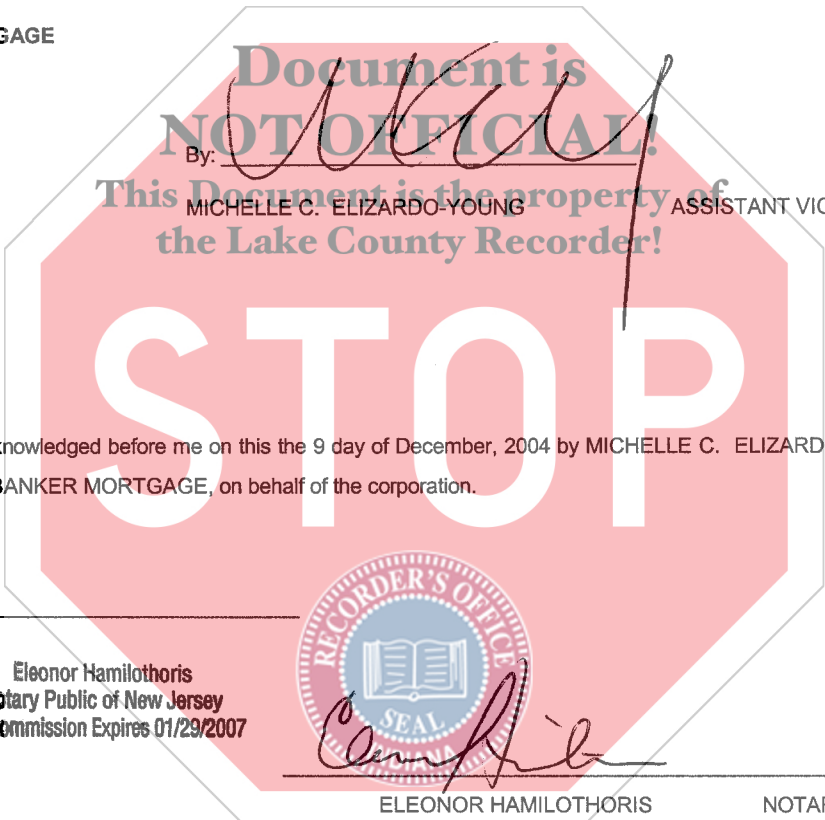 GAGE
Document is
NOT OFFICIAL!
By:
This Document is the property of
MICHELLE C. ELIZARDO-YOUNG ASSISTANT VIC
the Lake County Recorder!
STOP
knowledged before me on this the 9 day of December, 2004 by MICHELLE C. ELIZARD
BANKER MORTGAGE, on behalf of the corporation.
RECORDER'S OFFICE
SEAL
INDIANA
Eleonor Hamilothoris
otary Public of New Jersey
ommission Expires 01/29/2007
ELEONOR HAMILOTHORIS NOTAR